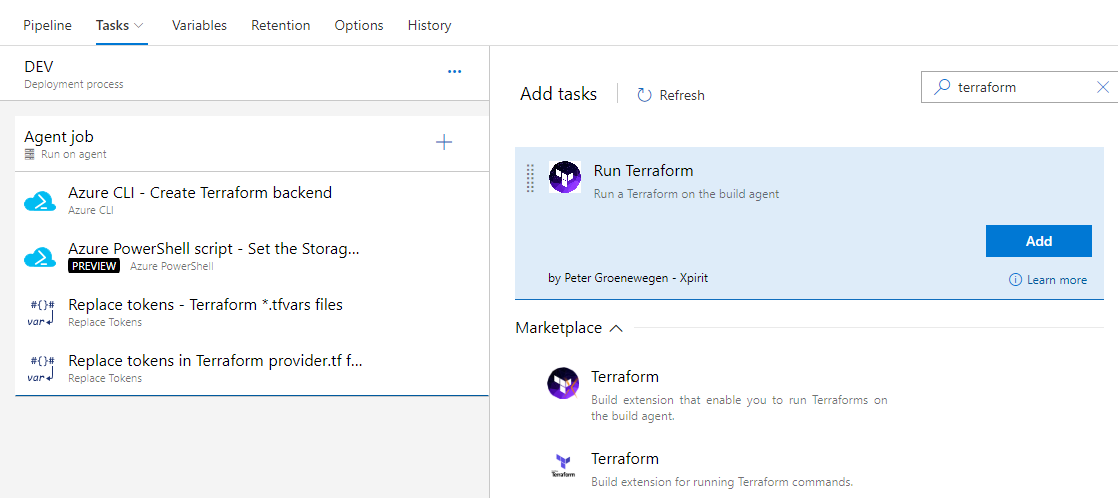 Pipeline Tasks Variables Retention Options History
DEV
Deployment process
Agent job
Run on agent
Azure CLI - Create Terraform backend
Azure CLI
Azure PowerShell script - Set the Storag...
PREVIEW Azure PowerShell
#{}#
var
Replace tokens - Terraform *.tfvars files
Replace Tokens
#{}#
var
Replace tokens in Terraform provider.tf f...
Replace Tokens
Add tasks Refresh terraform
Run Terraform
Run a Terraform on the build agent
Add
by Peter Groenewegen - Xpirit Learn more
Marketplace
Terraform
Build extension that enable you to run Terraforms on
the build agent.
Terraform
Terraform
Build extension for running Terraform commands.